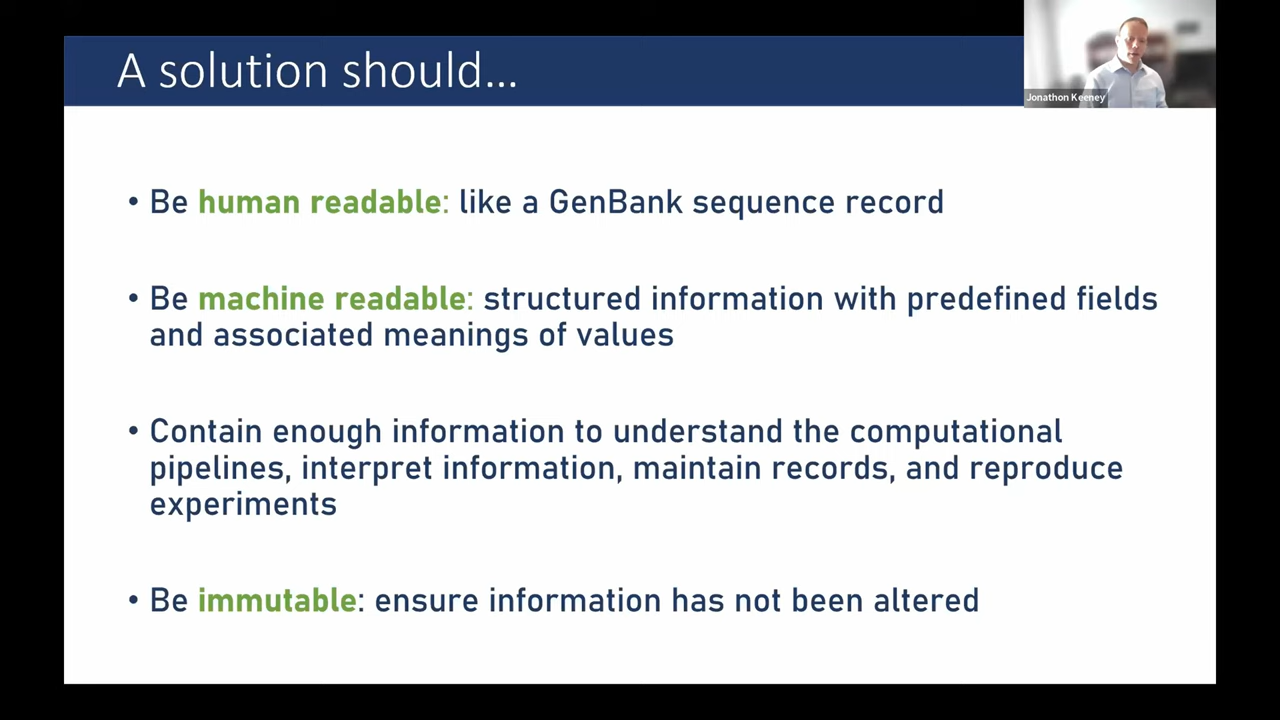 A solution should...
Jonathon Keeney
• Be human readable: like a GenBank sequence record
• Be machine readable: structured information with predefined fields
and associated meanings of values
• Contain enough information to understand the computational
pipelines, interpret information, maintain records, and reproduce
experiments
• Be immutable: ensure information has not been altered